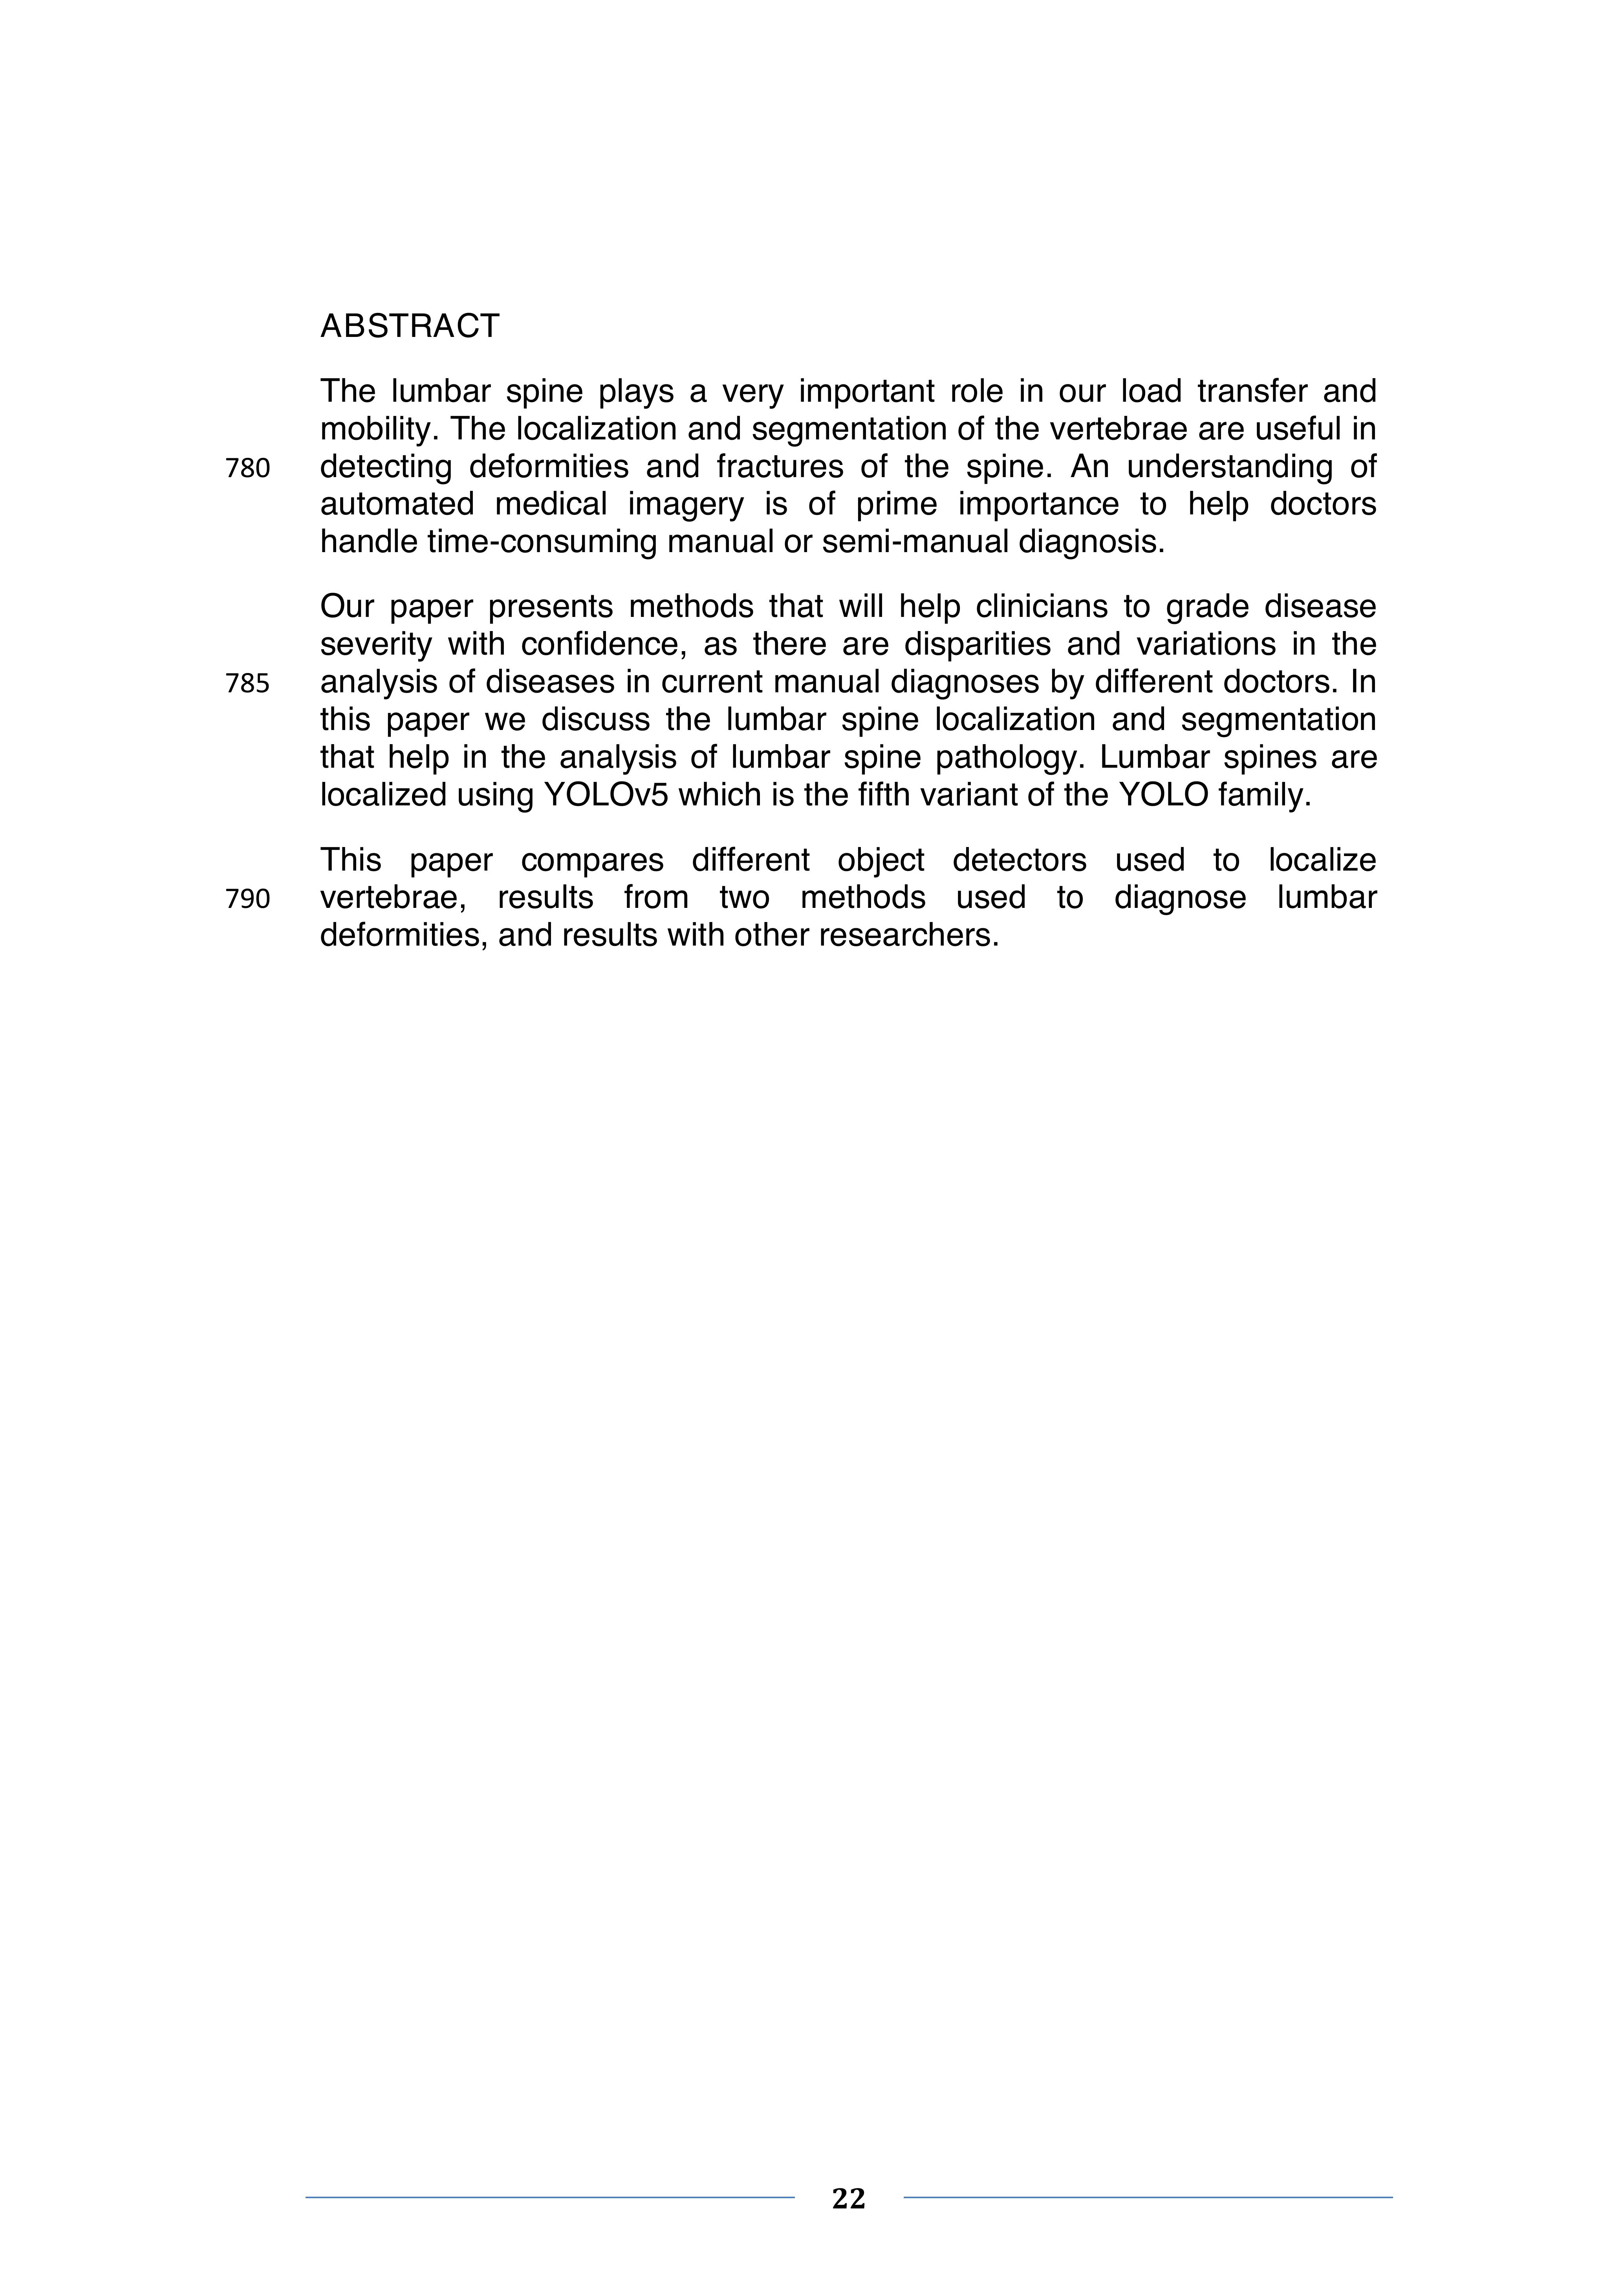 ABSTRACT
The lumbar spine plays a very important role in our load transfer and
mobility. The localization and segmentation of the vertebrae are useful in
780 detecting deformities and fractures of the spine. An understanding of
automated medical imagery is of prime importance to help doctors
handle time-consuming manual or semi-manual diagnosis.
Our paper presents methods that will help clinicians to grade disease
severity with confidence, as there are disparities and variations in the
785 analysis of diseases in current manual diagnoses by different doctors. In
this paper we discuss the lumbar spine localization and segmentation
that help in the analysis of lumbar spine pathology. Lumbar spines are
localized using YOLOv5 which is the fifth variant of the YOLO family.
This paper compares different object detectors used to localize
790 vertebrae, results from two methods used to diagnose lumbar
deformities, and results with other researchers.
22